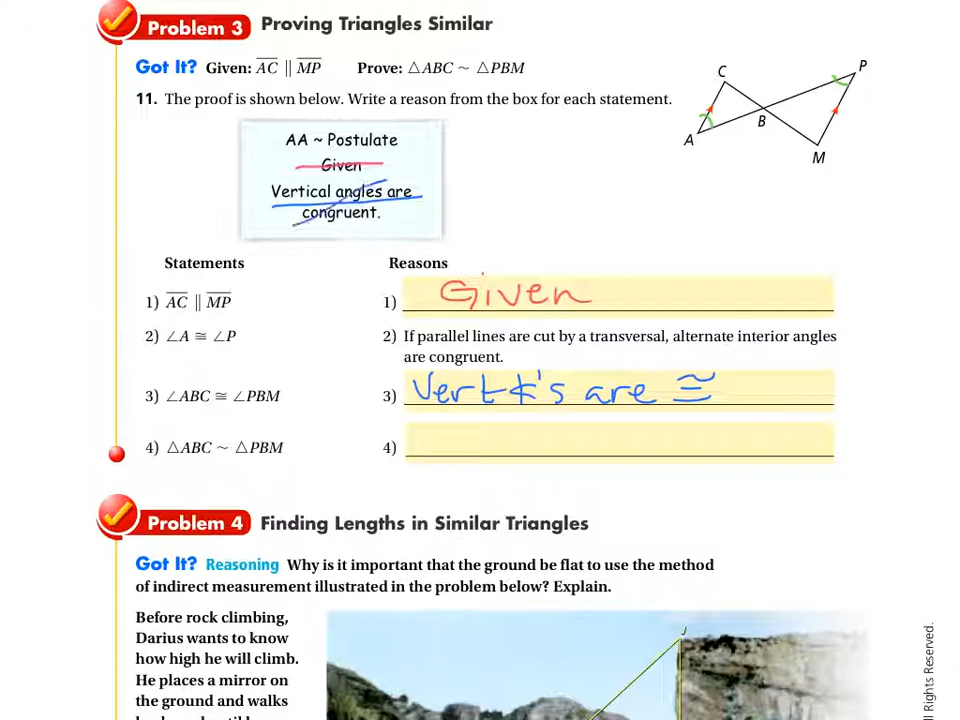 Problem 3 Proving Triangles Similar
Got It? Given: AC || MP Prove: △ABC ~ △PBM
11. The proof is shown below. Write a reason from the box for each statement.
C
P
B
A
M
AA ~ Postulate
Given
Vertical angles are
congruent.
Statements Reasons
1) AC || MP 1) Given
2) ∠A ≅ ∠P 2) If parallel lines are cut by a transversal, alternate interior angles
are congruent.
3) ∠ABC ≅ ∠PBM 3) Vert ∠'s are ≅
4) △ABC ~ △PBM 4)
Problem 4 Finding Lengths in Similar Triangles
Got It? Reasoning Why is it important that the ground be flat to use the method
of indirect measurement illustrated in the problem below? Explain.
Before rock climbing,
Darius wants to know
how high he will climb.
He places a mirror on
the ground and walks
ll Rights Reserved.